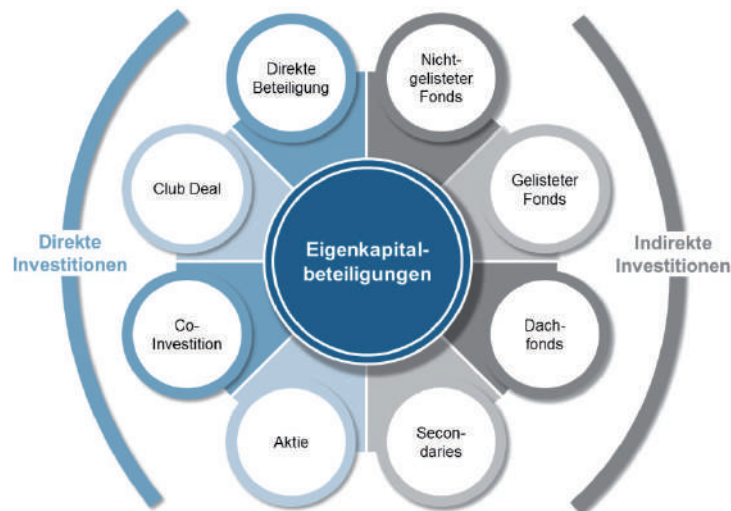 Direkte
Beteiligung
Nicht-
gelisteter
Fonds
Club Deal
Gelisteter
Fonds
Direkte
Investitionen
Eigenkapital-
beteiligungen
Indirekte
Investitionen
Co-
Investition
Dach-
fonds
Aktie
Secon-
daries